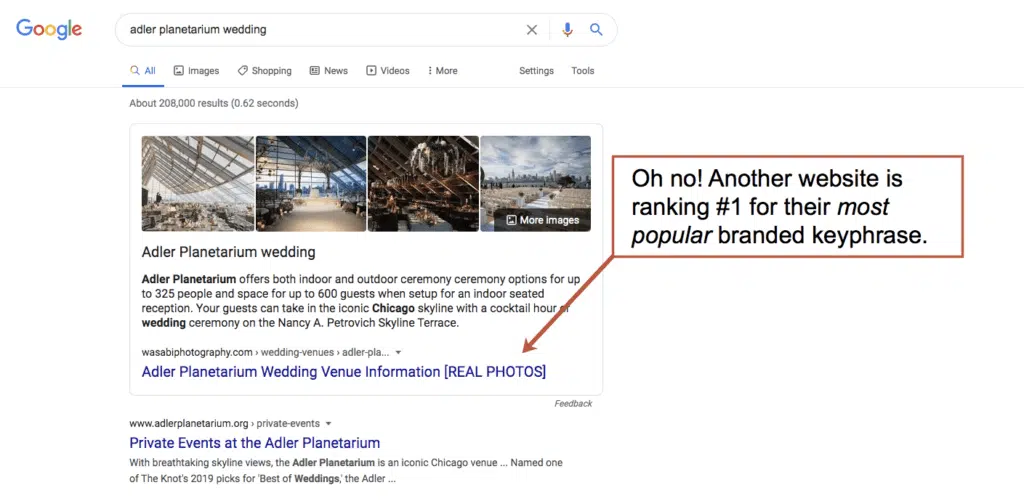 Google
adler planetarium wedding
All Images Shopping News Videos More Settings Tools
About 208,000 results (0.62 seconds)
More images
Adler Planetarium wedding
Adler Planetarium offers both indoor and outdoor ceremony ceremony options for up
to 325 people and space for up to 600 guests when setup for an indoor seated
reception. Your guests can take in the iconic Chicago skyline with a cocktail hour or
wedding ceremony on the Nancy A. Petrovich Skyline Terrace.
wasabiphotography.com › wedding-venues › adler-pla...
Adler Planetarium Wedding Venue Information [REAL PHOTOS]
Feedback
www.adlerplanetarium.org › private-events
Private Events at the Adler Planetarium
With breathtaking skyline views, the Adler Planetarium is an iconic Chicago venue ... Named one
of The Knot's 2019 picks for 'Best of Weddings,' the Adler ...
Oh no! Another website is
ranking #1 for their most
popular branded keyphrase.